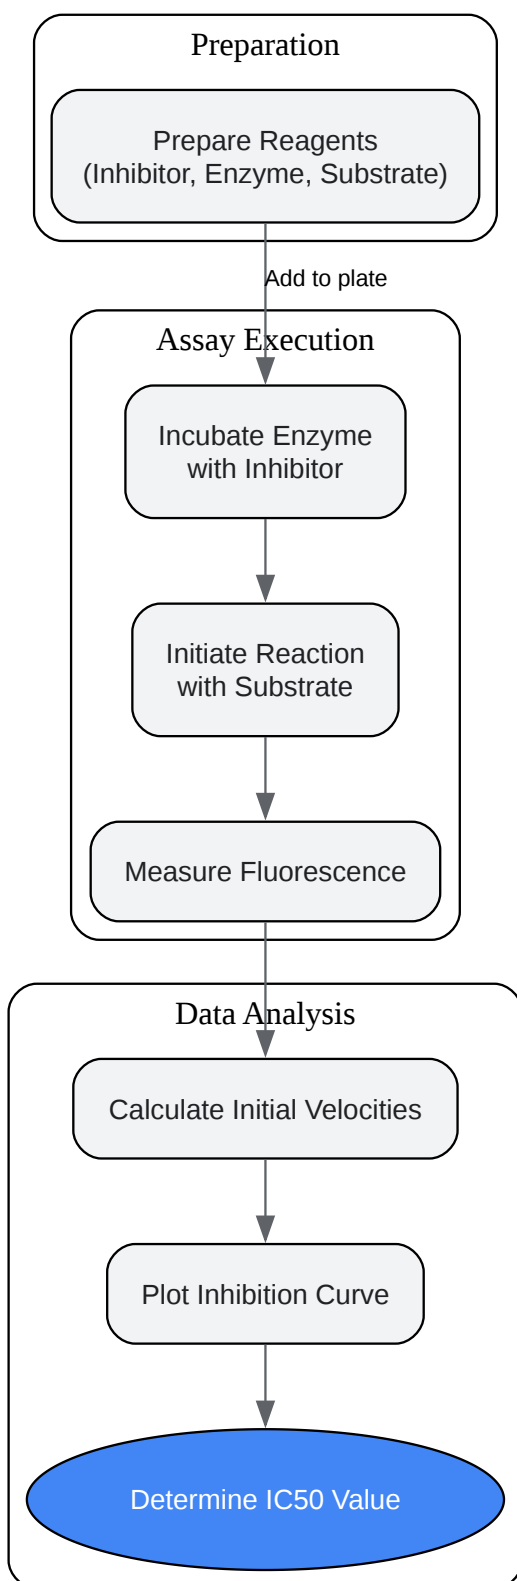 Preparation
Prepare Reagents
(Inhibitor, Enzyme, Substrate)
Add to plate
Assay Execution
Incubate Enzyme
with Inhibitor
Initiate Reaction
with Substrate
Measure Fluorescence
Data Analysis
Calculate Initial Velocities
Plot Inhibition Curve
Determine IC50 Value